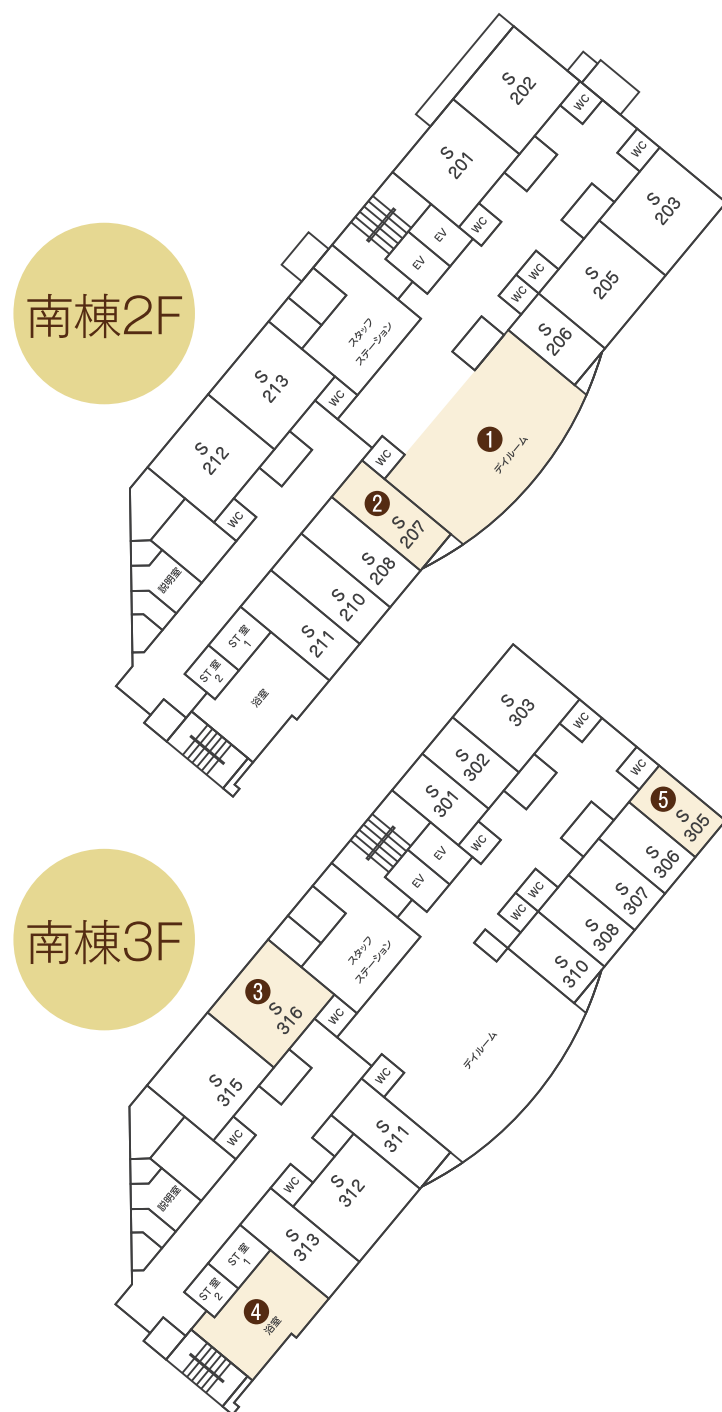 南棟2F
S
202
WC
WC
S
201
S
203
WC
EV
EV
S
205
WC
WC
S
206
スタッフ
ステーション
S
213
WC
1
デイルーム
WC
S
212
2
S
207
WC
S
208
説明室
S
210
S
211
ST室
1
ST室
2
浴室
南棟3F
S
303
WC
WC
S
302
5
S
305
S
301
WC
EV
EV
S
306
S
307
WC
WC
S
308
S
310
スタッフ
ステーション
3
S
316
WC
デイルーム
WC
S
315
S
311
WC
S
312
WC
説明室
S
313
ST室
1
ST室
2
4
浴室